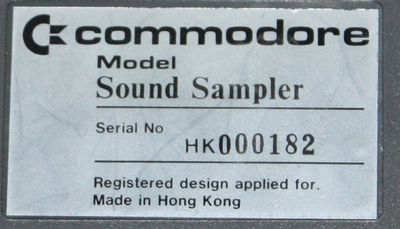 commodore
Model
Sound Sampler
Serial No
HK000182
Registered design applied for.
Made in Hong Kong